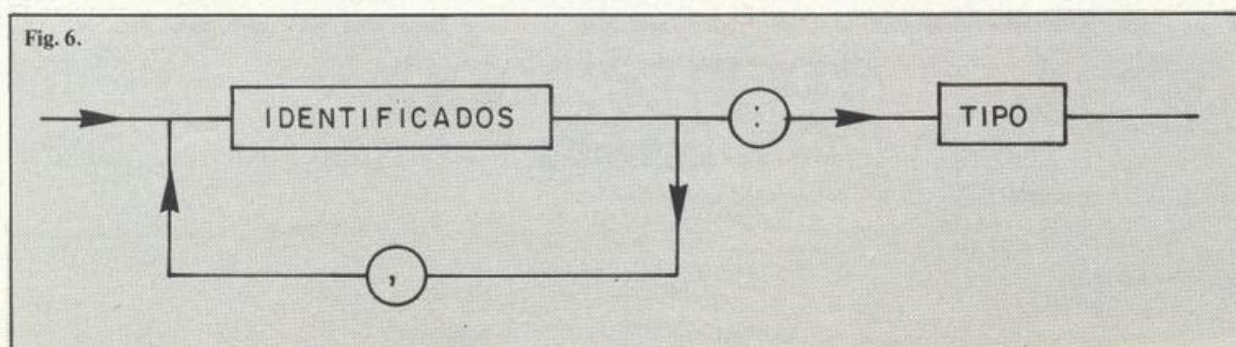 Fig. 6.
IDENTIFICADOS : TIPO
,